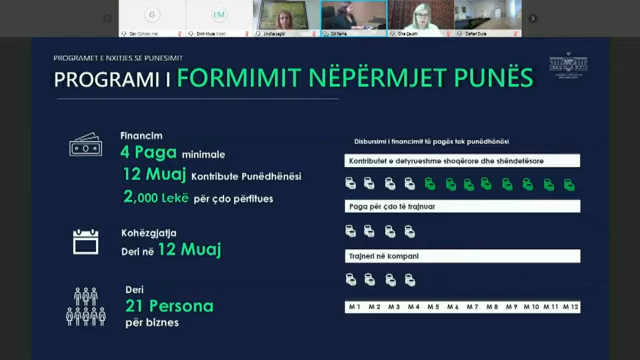 G
EM
PROGRAMET E NXITJES SË PUNËSIMIT
PROGRAMI I FORMIMIT NËPËRMJET PUNËS
Financim
4 Paga minimale
12 Muaj Kontribute Punëdhënësi
2,000 Lekë për çdo përfitues
Kohëzgjatja
Deri në 12 Muaj
Deri
21 Persona
për biznes
Disbursimi i financimit të pagës tek punëdhënësi
Kontributet e detyrueshme shoqërore dhe shëndetësore
Paga për çdo të trajnuar
Trajneri në kompani
M 1 M 2 M 3 M 4 M 5 M 6 M 7 M 8 M 9 M 10 M 11 M 12